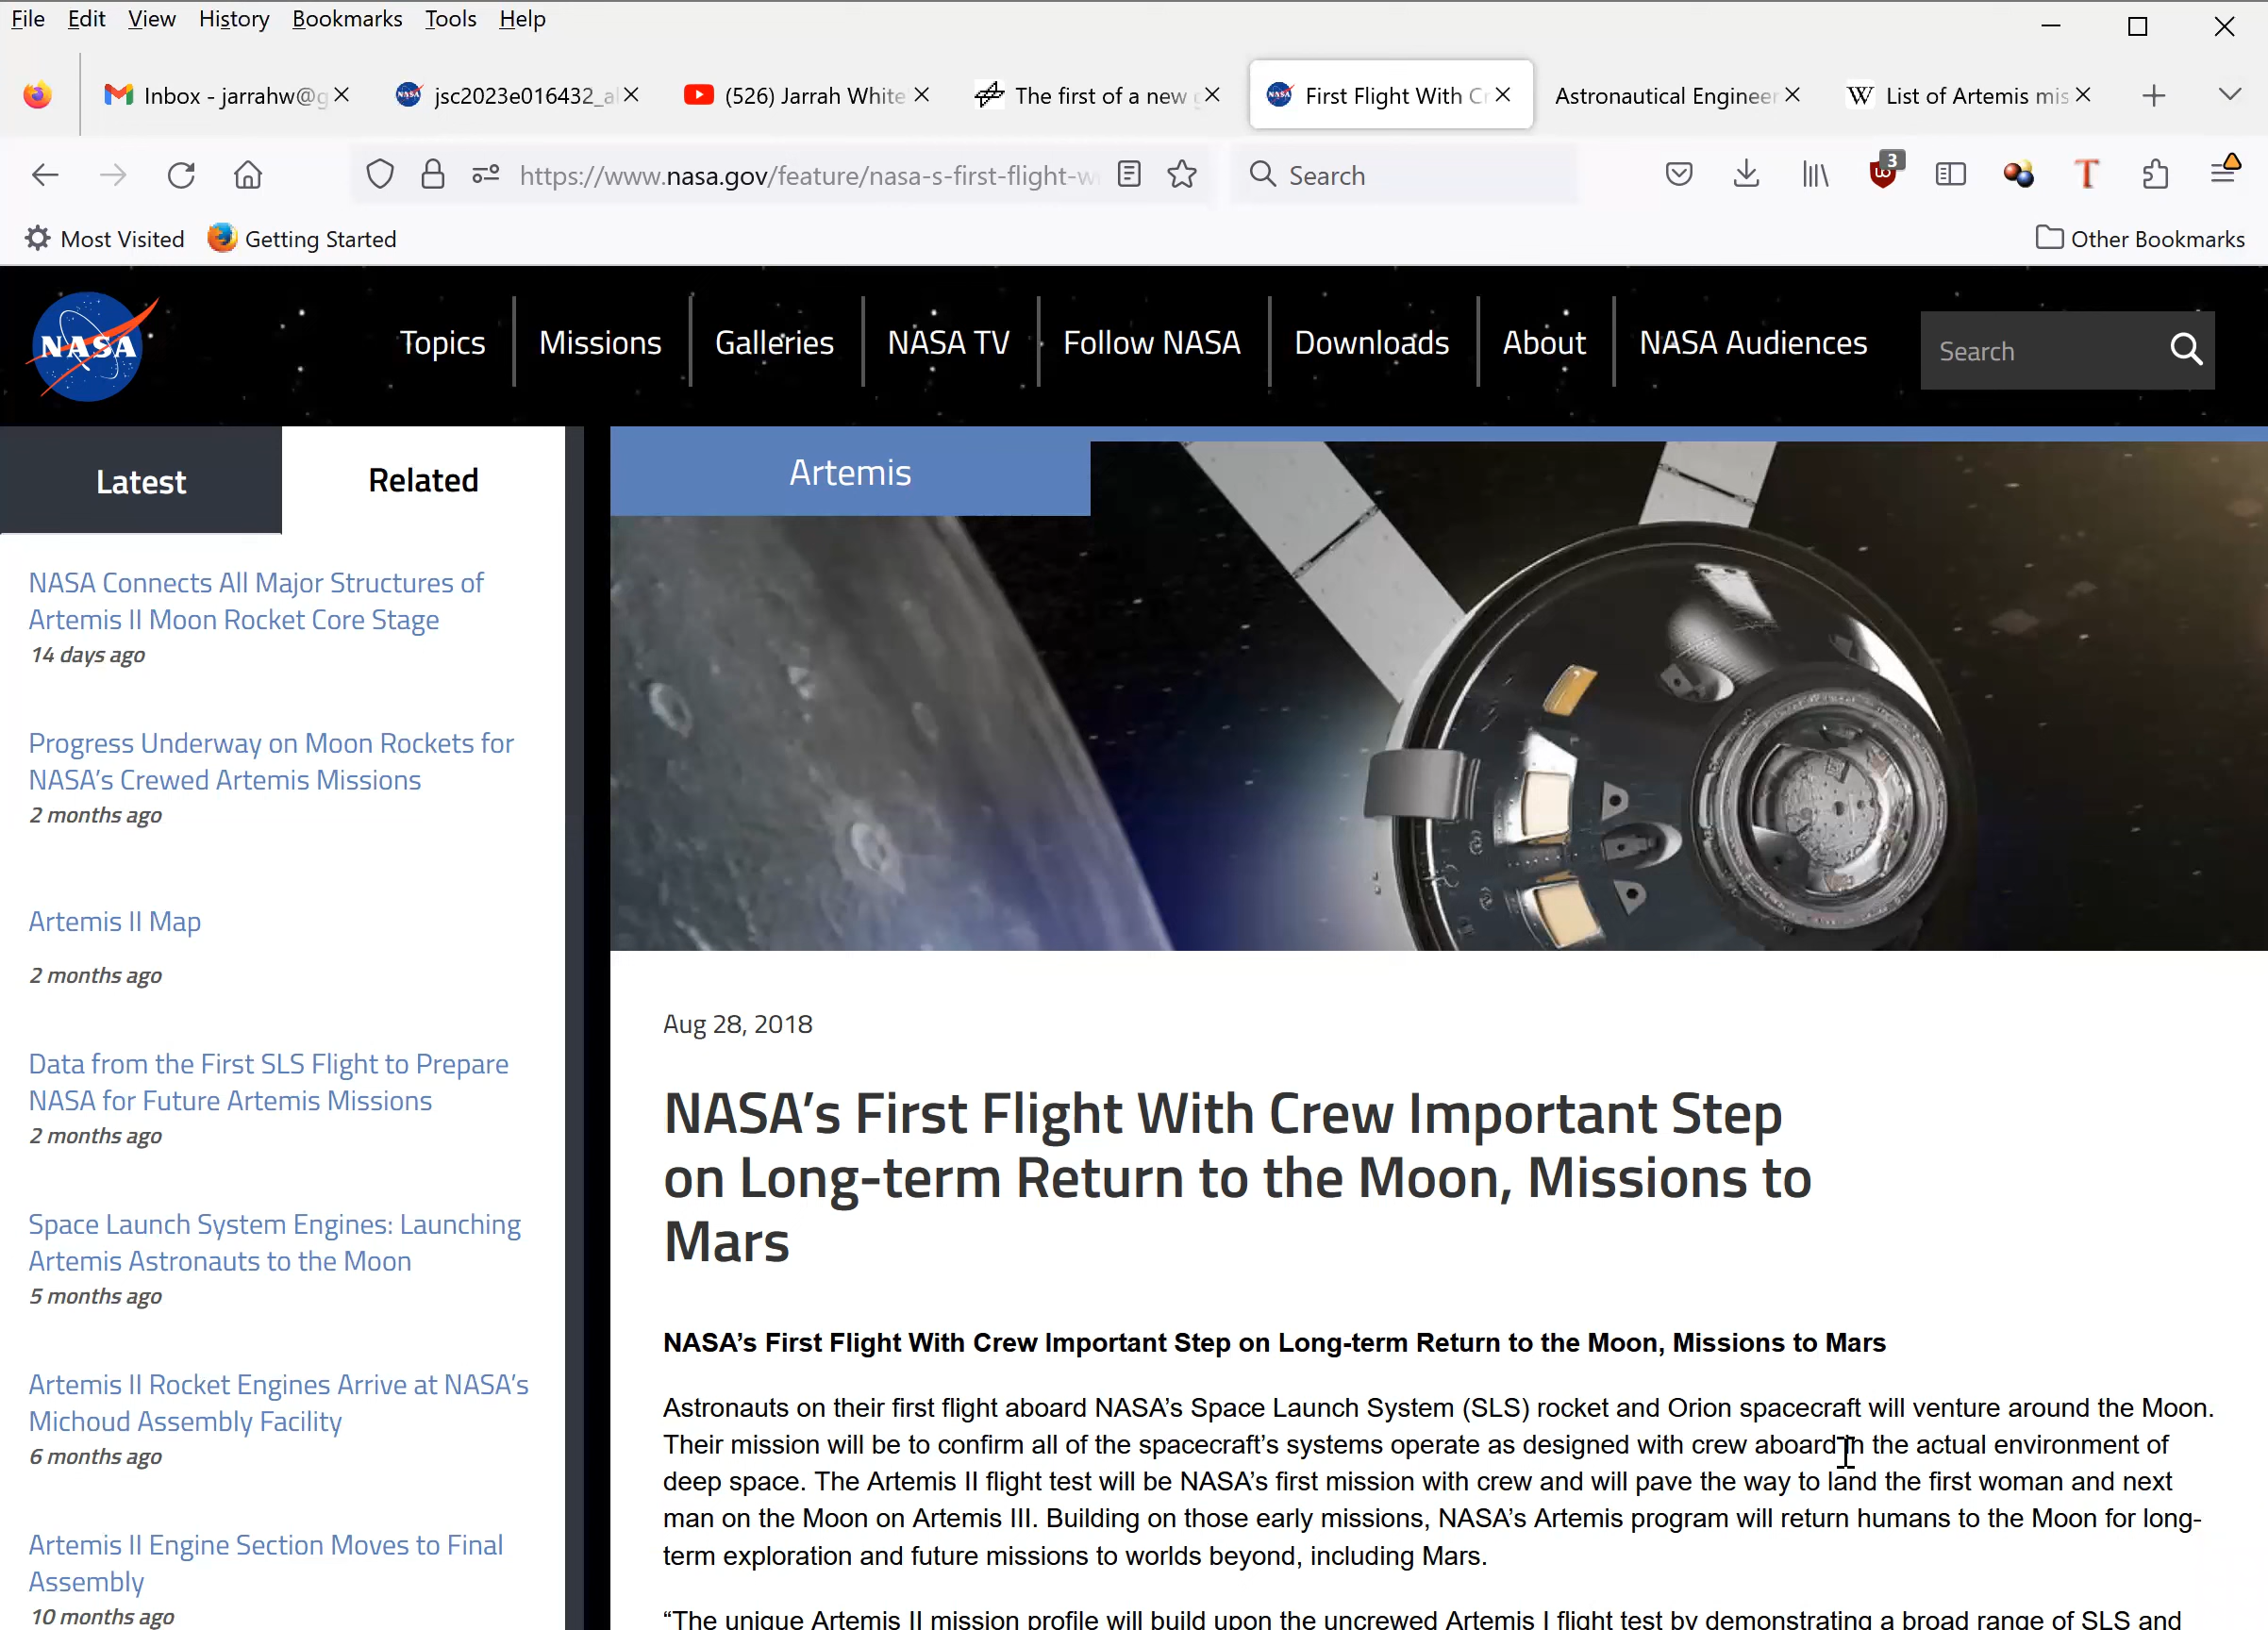 File Edit View History Bookmarks Tools Help
Inbox - jarrahw@g jsc2023e016432_al (526) Jarrah White The first of a new First Flight With Cr Astronautical Engineer List of Artemis mis
https://www.nasa.gov/feature/nasa-s-first-flight-w Search 3
Most Visited Getting Started Other Bookmarks
NASA Topics Missions Galleries NASA TV Follow NASA Downloads About NASA Audiences Search
Latest Related
NASA Connects All Major Structures of
Artemis II Moon Rocket Core Stage
14 days ago
Progress Underway on Moon Rockets for
NASA's Crewed Artemis Missions
2 months ago
Artemis II Map
2 months ago
Data from the First SLS Flight to Prepare
NASA for Future Artemis Missions
2 months ago
Space Launch System Engines: Launching
Artemis Astronauts to the Moon
5 months ago
Artemis II Rocket Engines Arrive at NASA's
Michoud Assembly Facility
6 months ago
Artemis II Engine Section Moves to Final
Assembly
10 months ago
Artemis
Aug 28, 2018
NASA's First Flight With Crew Important Step
on Long-term Return to the Moon, Missions to
Mars
NASA's First Flight With Crew Important Step on Long-term Return to the Moon, Missions to Mars
Astronauts on their first flight aboard NASA's Space Launch System (SLS) rocket and Orion spacecraft will venture around the Moon.
Their mission will be to confirm all of the spacecraft's systems operate as designed with crew aboard in the actual environment of
deep space. The Artemis II flight test will be NASA's first mission with crew and will pave the way to land the first woman and next
man on the Moon on Artemis III. Building on those early missions, NASA's Artemis program will return humans to the Moon for long-
term exploration and future missions to worlds beyond, including Mars.
“The unique Artemis II mission profile will build upon the uncrewed Artemis I flight test by demonstrating a broad range of SLS and